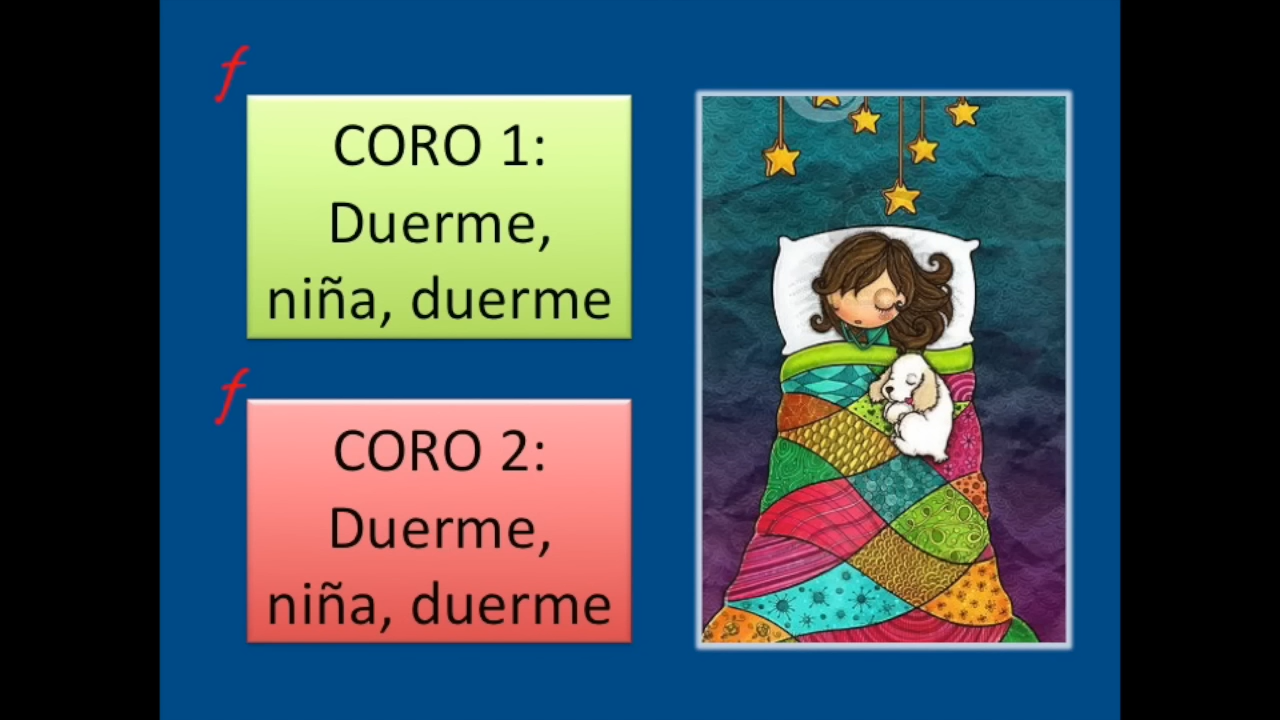 f
CORO 1:
Duerme,
niña, duerme
f
CORO 2:
Duerme,
niña, duerme